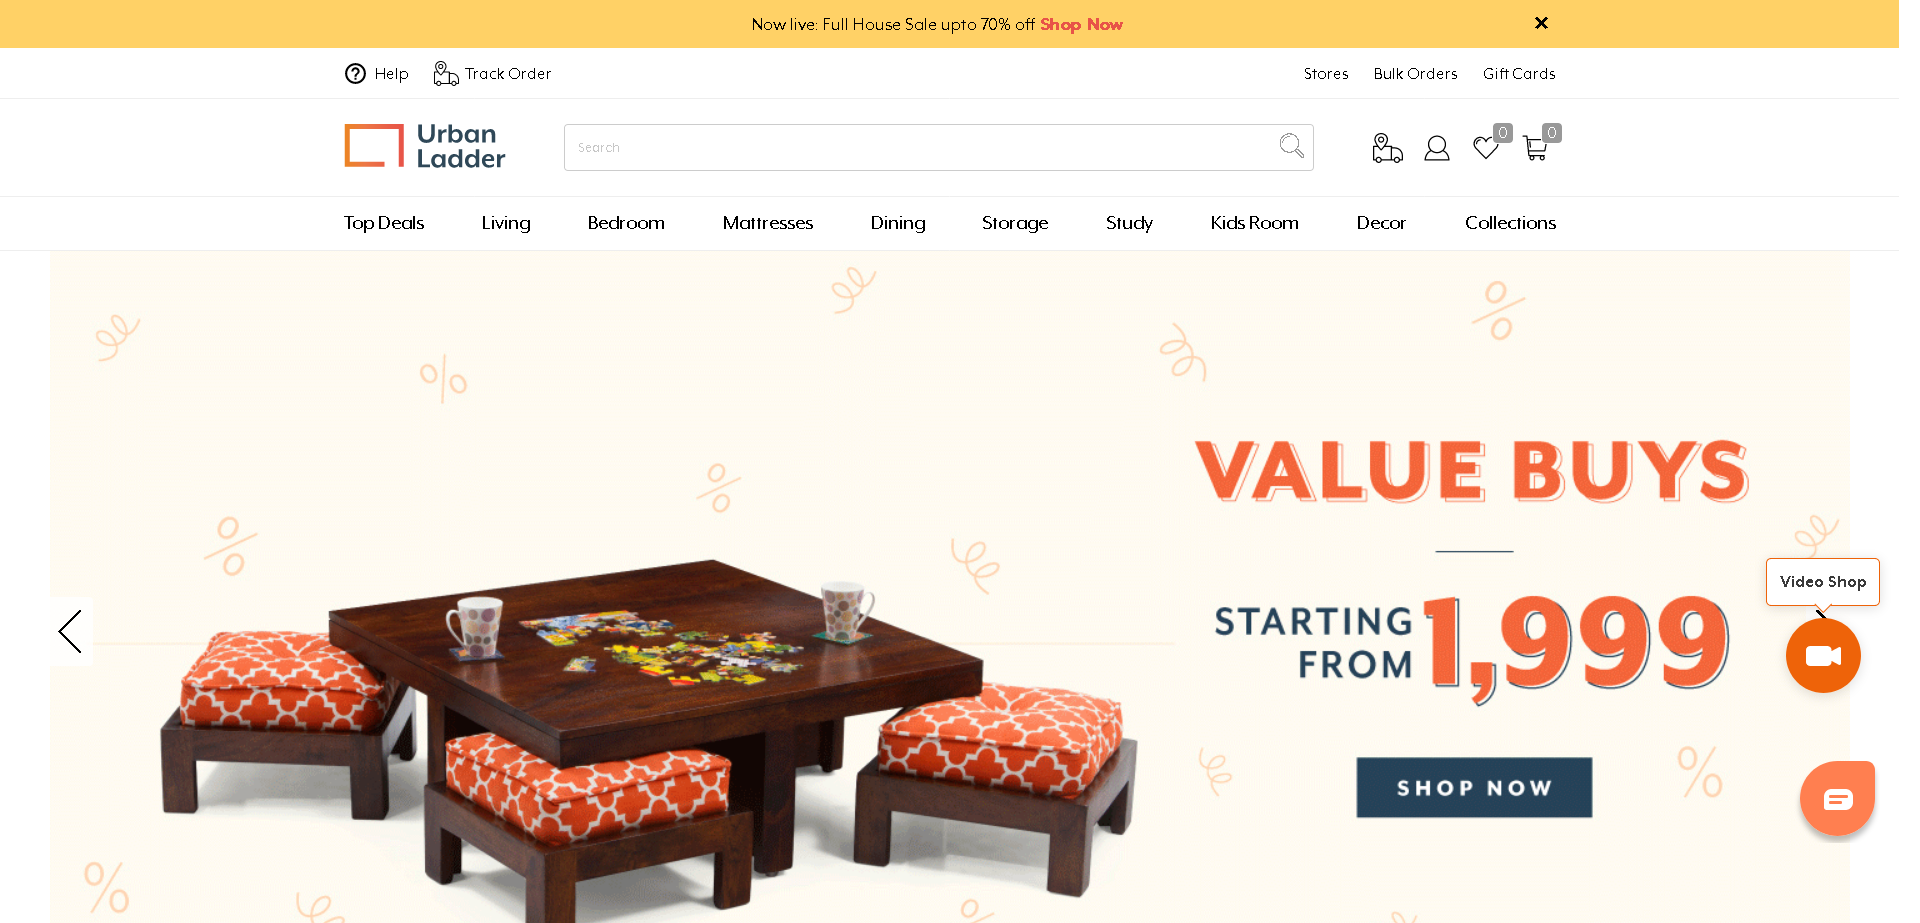 Now live: Full House Sale upto 70% off Shop Now
Help Track Order Stores Bulk Orders Gift Cards
Urban
Ladder
Search
0 0
Top Deals Living Bedroom Mattresses Dining Storage Study Kids Room Decor Collections
VALUE BUYS
STARTING
FROM 1,999
Video Shop
SHOP NOW